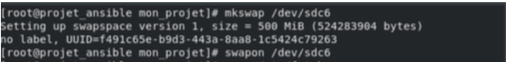 [root@projet_ansible mon_projet]# mkswap /dev/sdc6
Setting up swapspace version 1, size = 500 MiB (524283904 bytes)
no label, UUID=f491c65e-b9d3-443a-8aa8-1c5424c79263
[root@projet_ansible mon_projet]# swapon /dev/sdc6